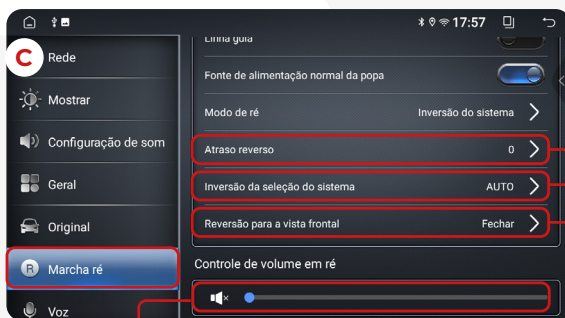 17:57
C
Rede
Mostrar
Configuração de som
Geral
Original
R Marcha ré
Voz
Linha guia
Fonte de alimentação normal da popa
Modo de ré Inversão do sistema
Atraso reverso 0
Inversão da seleção do sistema AUTO
Reversão para a vista frontal Fechar
Controle de volume em ré